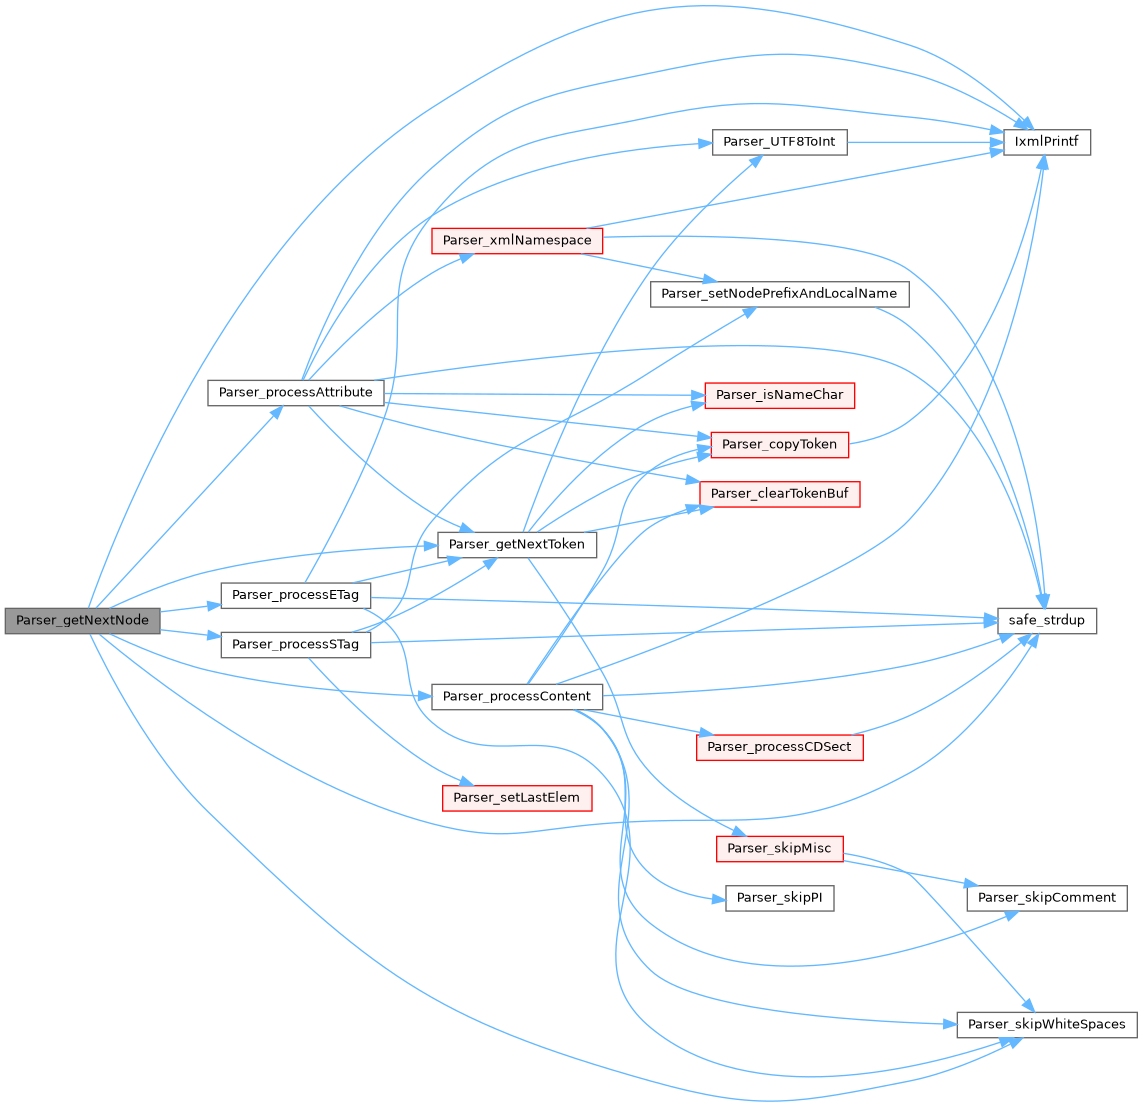 Parser_UTF8ToInt
IxmlPrintf
Parser_xmlNamespace
Parser_setNodePrefixAndLocalName
Parser_processAttribute
Parser_isNameChar
Parser_copyToken
Parser_clearTokenBuf
Parser_getNextToken
Parser_processETag
Parser_getNextNode
safe_strdup
Parser_processSTag
Parser_processContent
Parser_processCDSect
Parser_setLastElem
Parser_skipMisc
Parser_skipPI
Parser_skipComment
Parser_skipWhiteSpaces